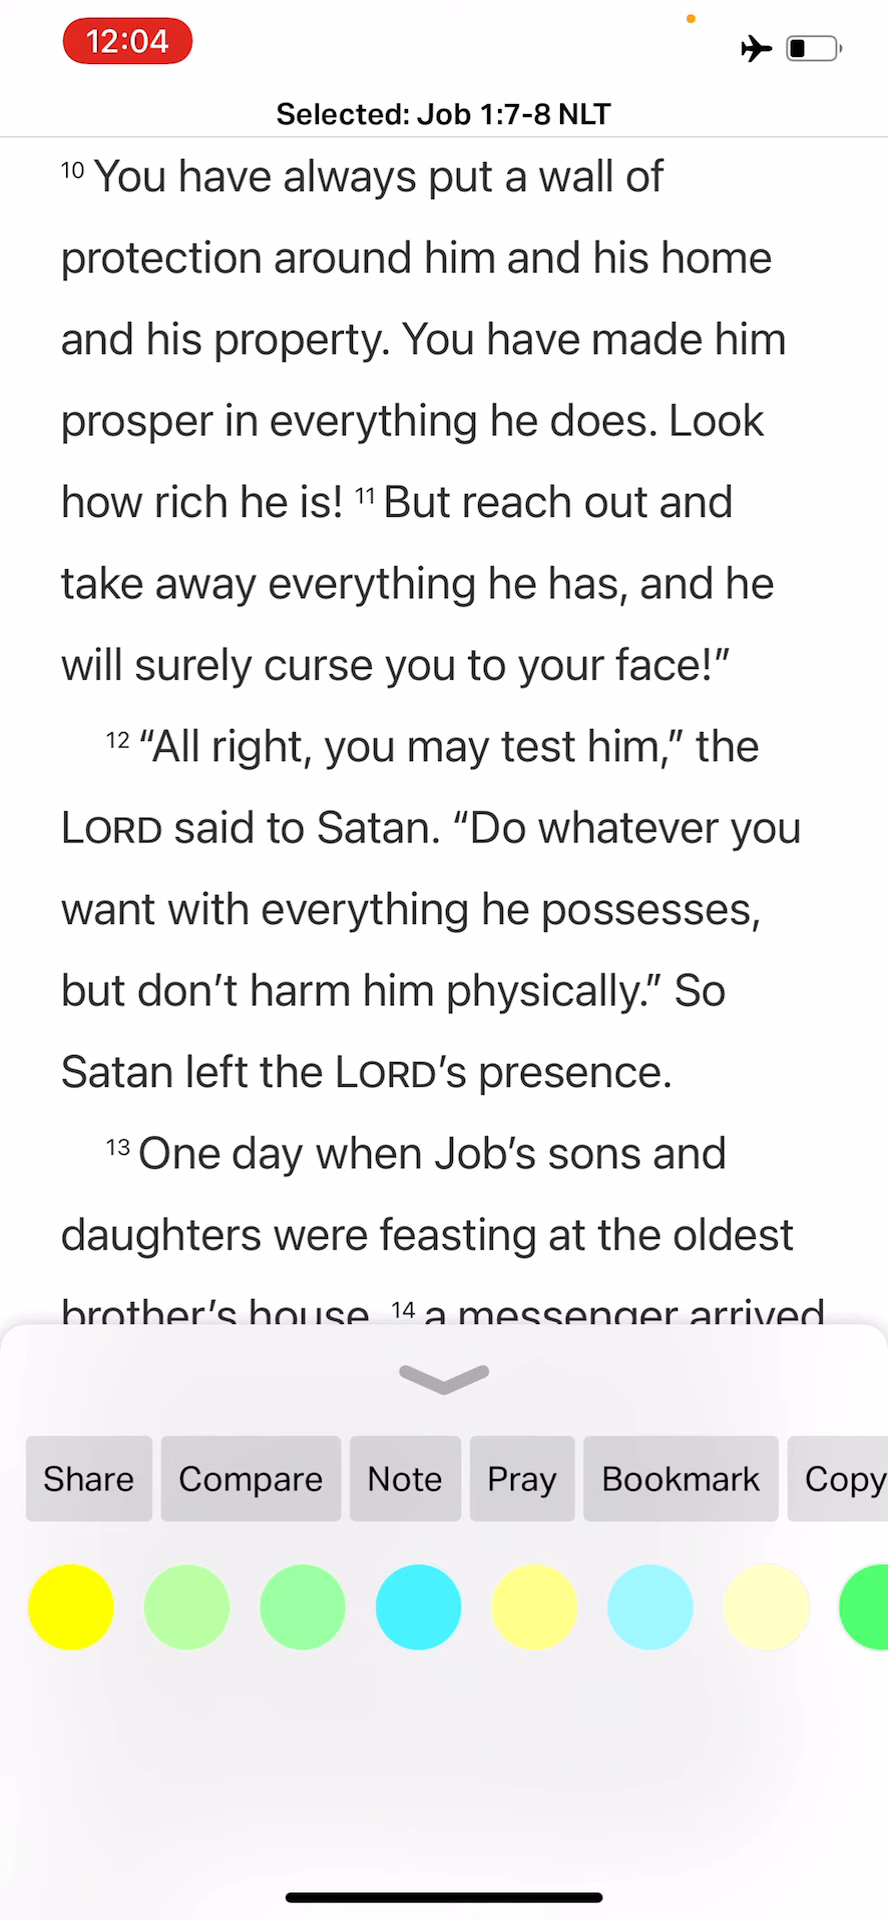 12:04
Selected: Job 1:7-8 NLT
10 You have always put a wall of
protection around him and his home
and his property. You have made him
prosper in everything he does. Look
how rich he is! 11 But reach out and
take away everything he has, and he
will surely curse you to your face!”
12 “All right, you may test him,” the
LORD said to Satan. “Do whatever you
want with everything he possesses,
but don’t harm him physically.” So
Satan left the LORD’s presence.
13 One day when Job’s sons and
daughters were feasting at the oldest
brother’s house, 14 a messenger arrived
Share Compare Note Pray Bookmark Copy